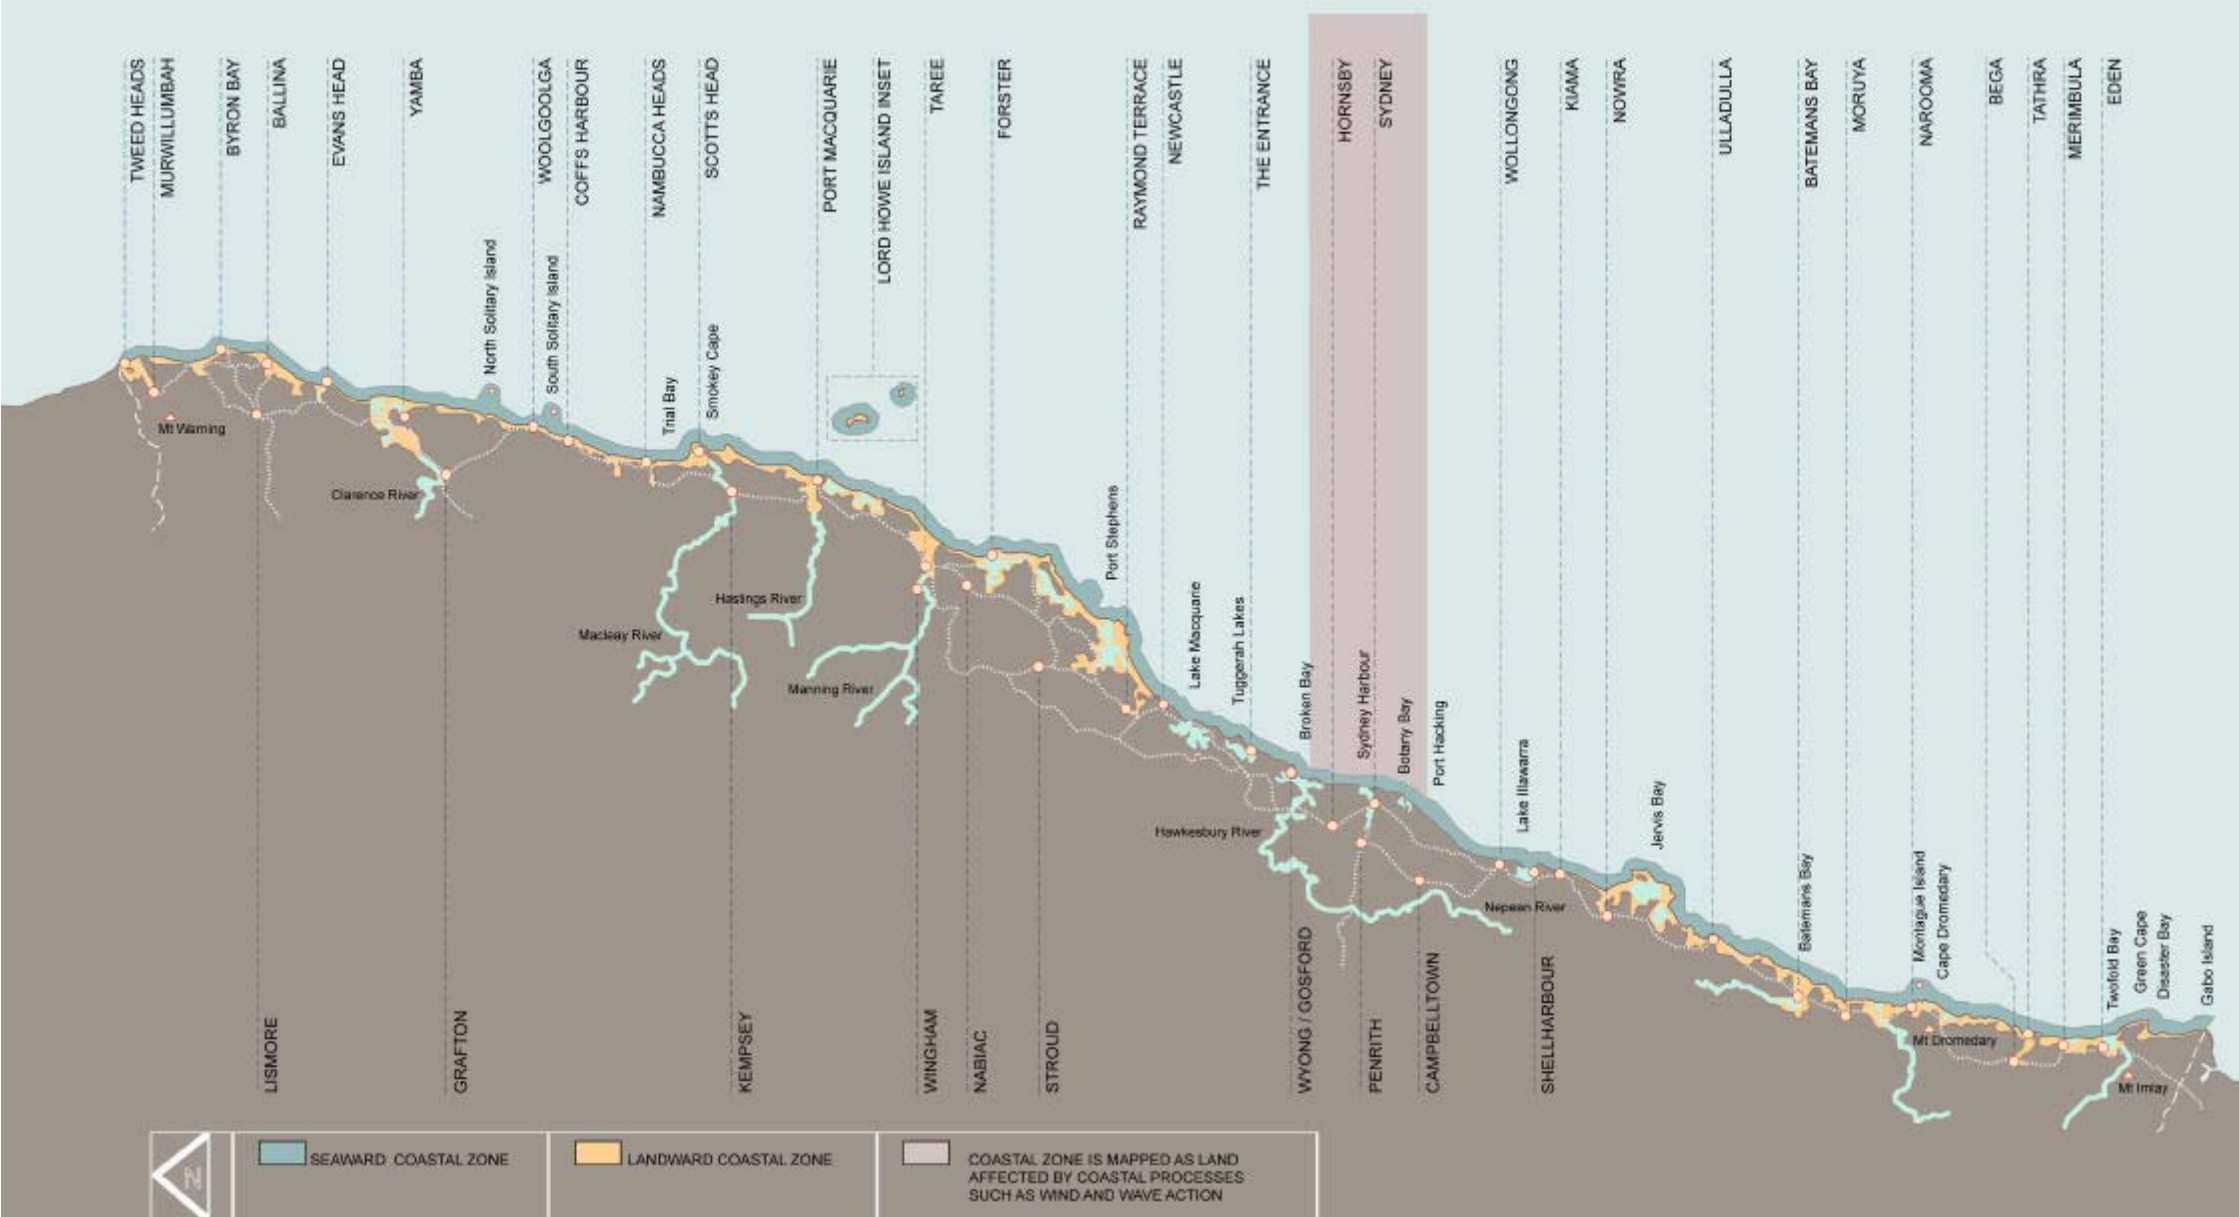 TWEED HEADS
MURWILLUMBAH
BYRON BAY
BALLINA
EVANS HEAD
YAMBA
WOOLGOOLGA
COFFS HARBOUR
NAMBUCCA HEADS
SCOTTS HEAD
PORT MACQUARIE
LORD HOWE ISLAND INSET
TAREE
FORSTER
RAYMOND TERRACE
NEWCASTLE
THE ENTRANCE
HORNSBY
SYDNEY
WOLLONGONG
KIAMA
NOWRA
ULLADULLA
BATEMANS BAY
MORUYA
NAROOMA
BEGA
TATHRA
MERIMBULA
EDEN
North Solitary Island
South Solitary Island
Trial Bay
Smokey Cape
Port Stephens
Lake Macquarie
Tuggerah Lakes
Broken Bay
Sydney Harbour
Botany Bay
Port Hacking
Lake Illawarra
Jervis Bay
Batemans Bay
Montague Island
Cape Dromedary
Twofold Bay
Green Cape
Disaster Bay
Gabo Island
Mt Warning
Clarence River
Macleay River
Hastings River
Manning River
Hawkesbury River
Nepean River
Mt Dromedary
Mt Imlay
LISMORE
GRAFTON
KEMPSEY
WINGHAM
NABIAC
STROUD
WYONG / GOSFORD
PENRITH
CAMPBELLTOWN
SHELLHARBOUR
N
SEAWARD COASTAL ZONE
LANDWARD COASTAL ZONE
COASTAL ZONE IS MAPPED AS LAND
AFFECTED BY COASTAL PROCESSES
SUCH AS WIND AND WAVE ACTION